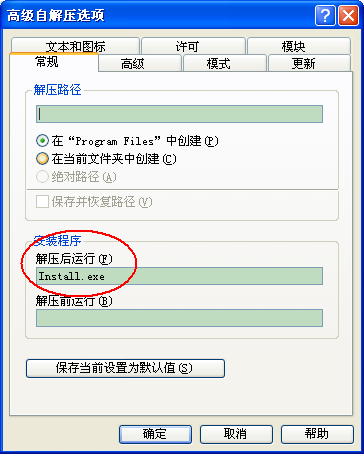 高级自解压选项
文本和图标 许可 模块
常规 高级 模式 更新
解压路径
在“Program Files”中创建(P)
在当前文件夹中创建(C)
绝对路径(A)
保存并恢复路径(V)
安装程序
解压后运行(F)
Install.exe
解压前运行(B)
保存当前设置为默认值(S)
确定 取消 帮助